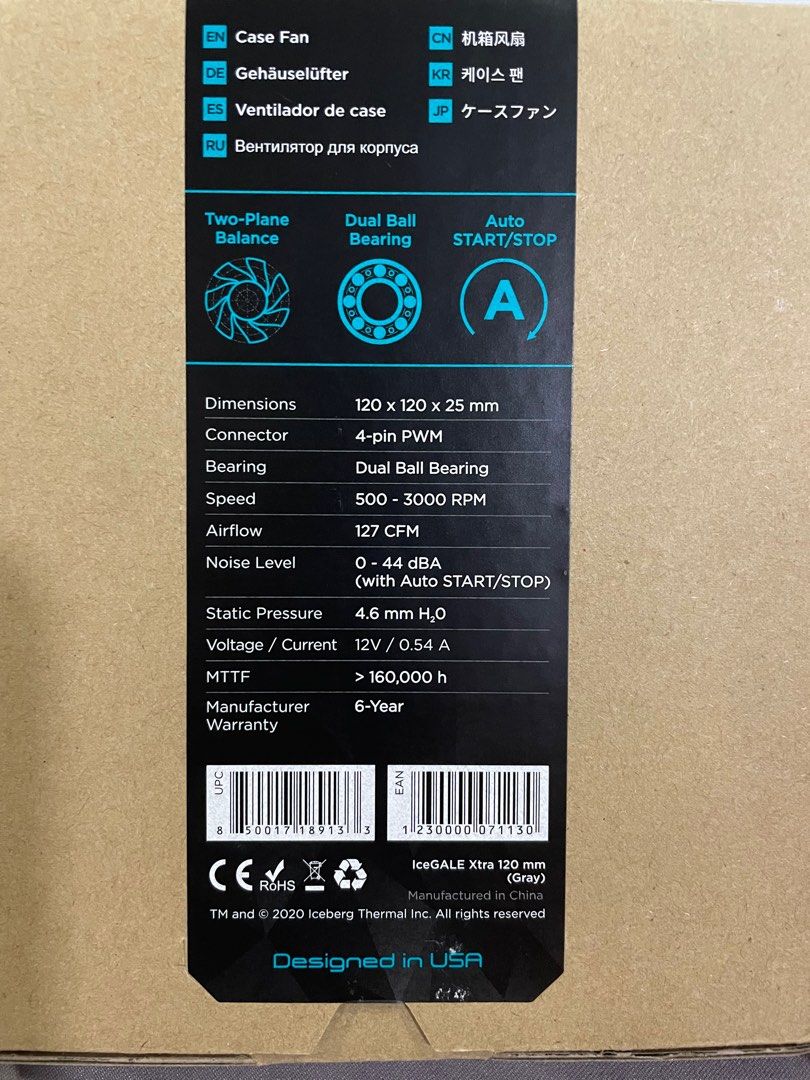 EN Case Fan
DE Gehäuselüfter
ES Ventilador de case
RU Вентилятор для корпуса
CN 机箱风扇
KR 케이스 팬
JP ケースファン
Two-Plane
Balance
Dual Ball
Bearing
Auto
START/STOP
A
Dimensions 120 x 120 x 25 mm
Connector 4-pin PWM
Bearing Dual Ball Bearing
Speed 500 - 3000 RPM
Airflow 127 CFM
Noise Level 0 - 44 dBA
(with Auto START/STOP)
Static Pressure 4.6 mm H₂0
Voltage / Current 12V / 0.54 A
MTTF > 160,000 h
Manufacturer 6-Year
Warranty
UPC
8 50017 18913 3
EAN
1 230000 071130
CE RoHS
IceGALE Xtra 120 mm
(Gray)
Manufactured in China
TM and © 2020 Iceberg Thermal Inc. All rights reserved
Designed in USA